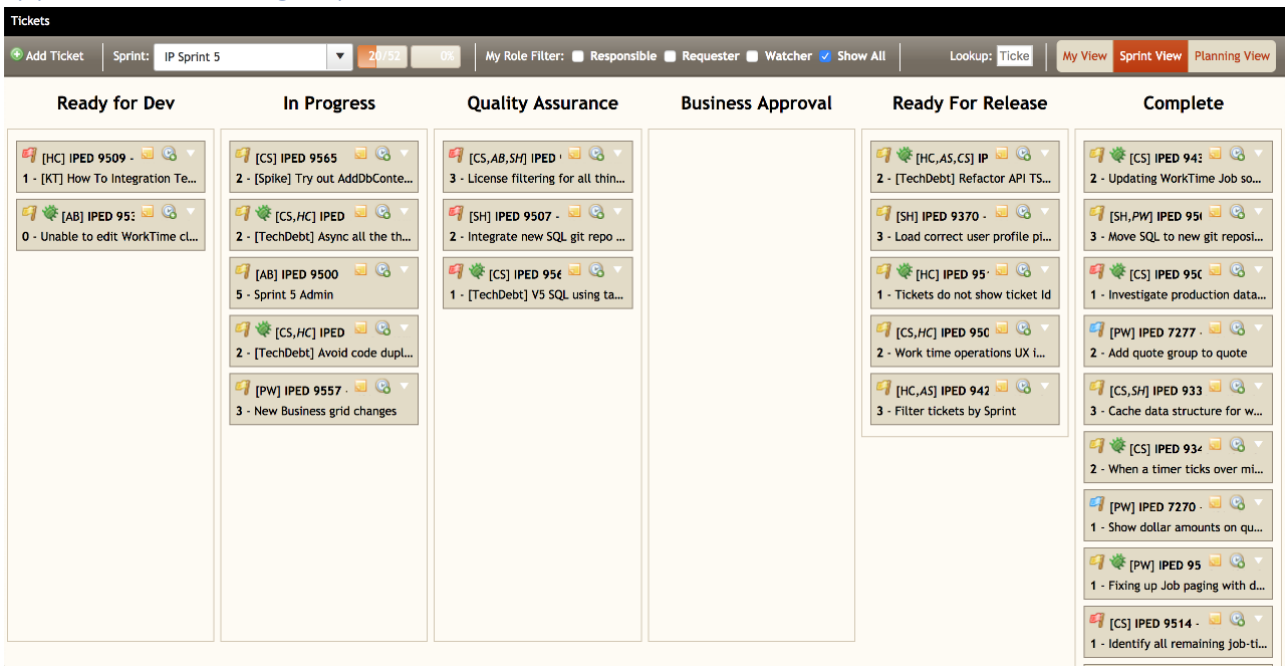 Tickets
Add Ticket Sprint: IP Sprint 5 20/52 0% My Role Filter: Responsible Requester Watcher Show All Lookup: Ticke My View Sprint View Planning View
Ready for Dev In Progress Quality Assurance Business Approval Ready For Release Complete
[HC] IPED 9509 -
1 - [KT] How To Integration Te...
[AB] IPED
0 - Unable to edit WorkTime cl...
[CS] IPED 9565
2 - [Spike] Try out AddDbConte...
[CS,HC] IPED
2 - [TechDebt] Async all the th...
[AB] IPED 9500
5 - Sprint 5 Admin
[CS,HC] IPED
2 - [TechDebt] Avoid code dupl...
[PW] IPED 9557 -
3 - New Business grid changes
[CS,AB,SH] IPED
3 - License filtering for all thin...
[SH] IPED 9507 -
2 - Integrate new SQL git repo ...
[CS] IPED
1 - [TechDebt] V5 SQL using ta...
[HC,AS,CS] IP
2 - [TechDebt] Refactor API TS...
[SH] IPED 9370 -
3 - Load correct user profile pi...
[HC] IPED
1 - Tickets do not show ticket Id
[CS,HC] IPED 950
2 - Work time operations UX i...
[HC,AS] IPED 942
3 - Filter tickets by Sprint
[CS] IPED
2 - Updating WorkTime Job so...
[SH,PW] IPED
3 - Move SQL to new git reposi...
[CS] IPED
1 - Investigate production data...
[PW] IPED 7277 -
2 - Add quote group to quote
[CS,SH] IPED 933
3 - Cache data structure for w...
[CS] IPED
2 - When a timer ticks over mi...
[PW] IPED 7270 -
1 - Show dollar amounts on qu...
[PW] IPED 95
1 - Fixing up Job paging with d...
[CS] IPED 9514 -
1 - Identify all remaining job-ti...